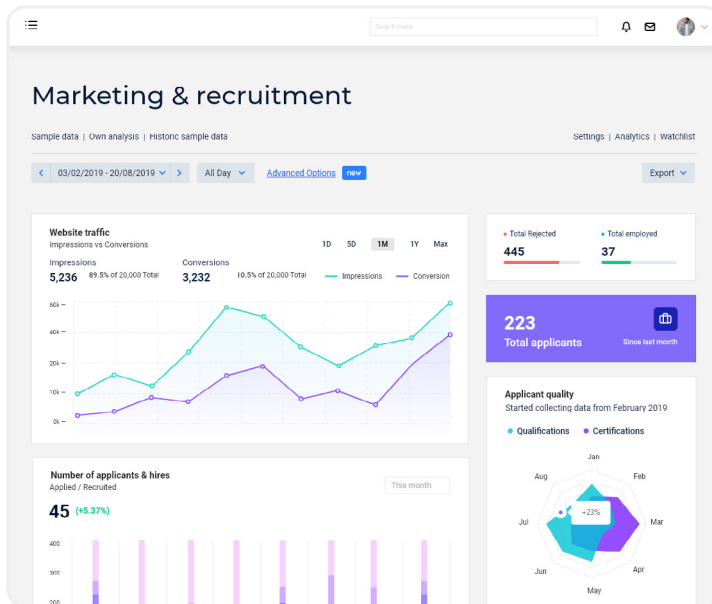 Search Here
Marketing & recruitment
Sample data | Own analysis | Historic sample data
Settings | Analytics | Watchlist
03/02/2019 - 20/08/2019
All Day
Advanced Options
new
Export
Website traffic
Impressions vs Conversions
1D 5D 1M 1Y Max
Impressions
5,236 89.5% of 20,000 Total
Conversions
3,232 10.5% of 20,000 Total
Impressions
Conversion
60k
40k
20k
10k
0k
Total Rejected
445
Total employed
37
223
Total applicants
Since last month
Applicant quality
Started collecting data from February 2019
Qualifications
Certifications
Jan
Feb
Mar
Apr
May
Jun
Jul
Aug
+23%
Number of applicants & hires
Applied / Recruited
This month
45 (+5.37%)
400
300
200